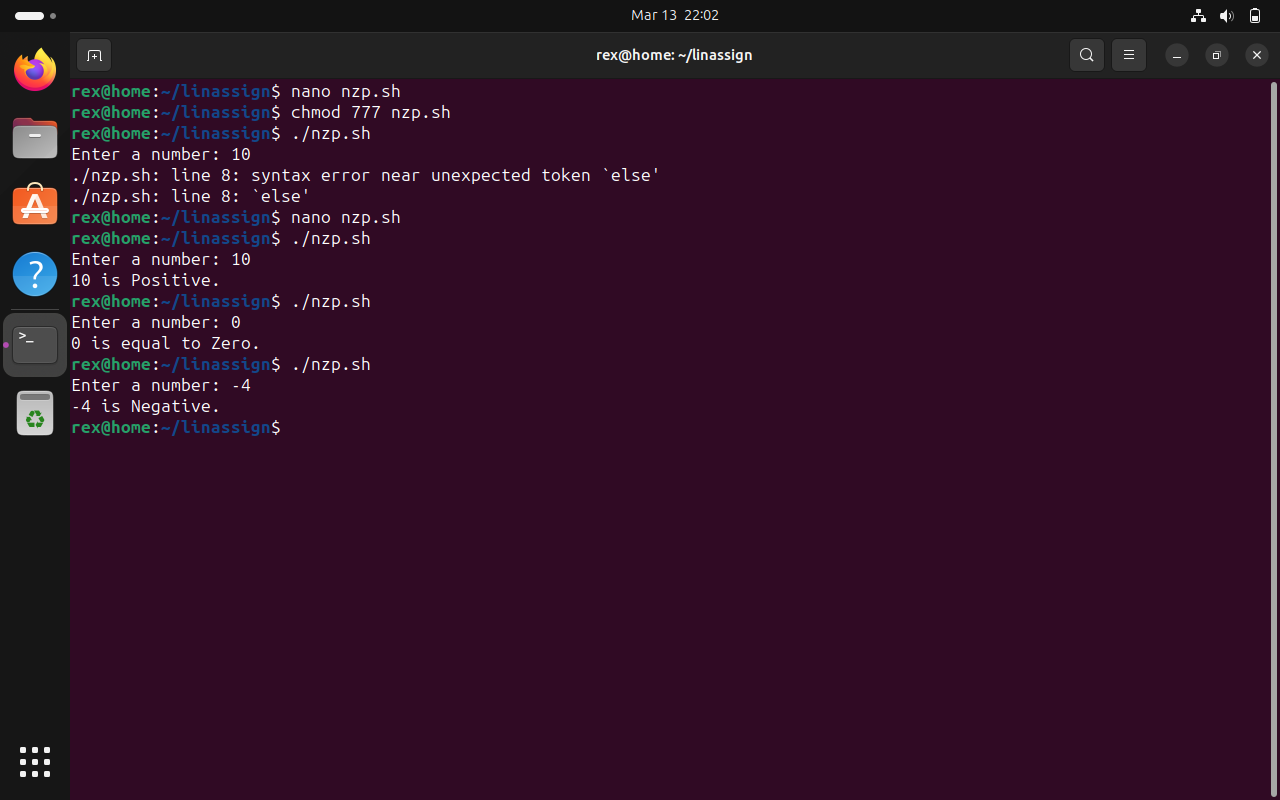 Mar 13 22:02
rex@home: ~/linassign
rex@home:~/linassign$ nano nzp.sh
rex@home:~/linassign$ chmod 777 nzp.sh
rex@home:~/linassign$ ./nzp.sh
Enter a number: 10
./nzp.sh: line 8: syntax error near unexpected token `else'
./nzp.sh: line 8: `else'
rex@home:~/linassign$ nano nzp.sh
rex@home:~/linassign$ ./nzp.sh
Enter a number: 10
10 is Positive.
rex@home:~/linassign$ ./nzp.sh
Enter a number: 0
0 is equal to Zero.
rex@home:~/linassign$ ./nzp.sh
Enter a number: -4
-4 is Negative.
rex@home:~/linassign$